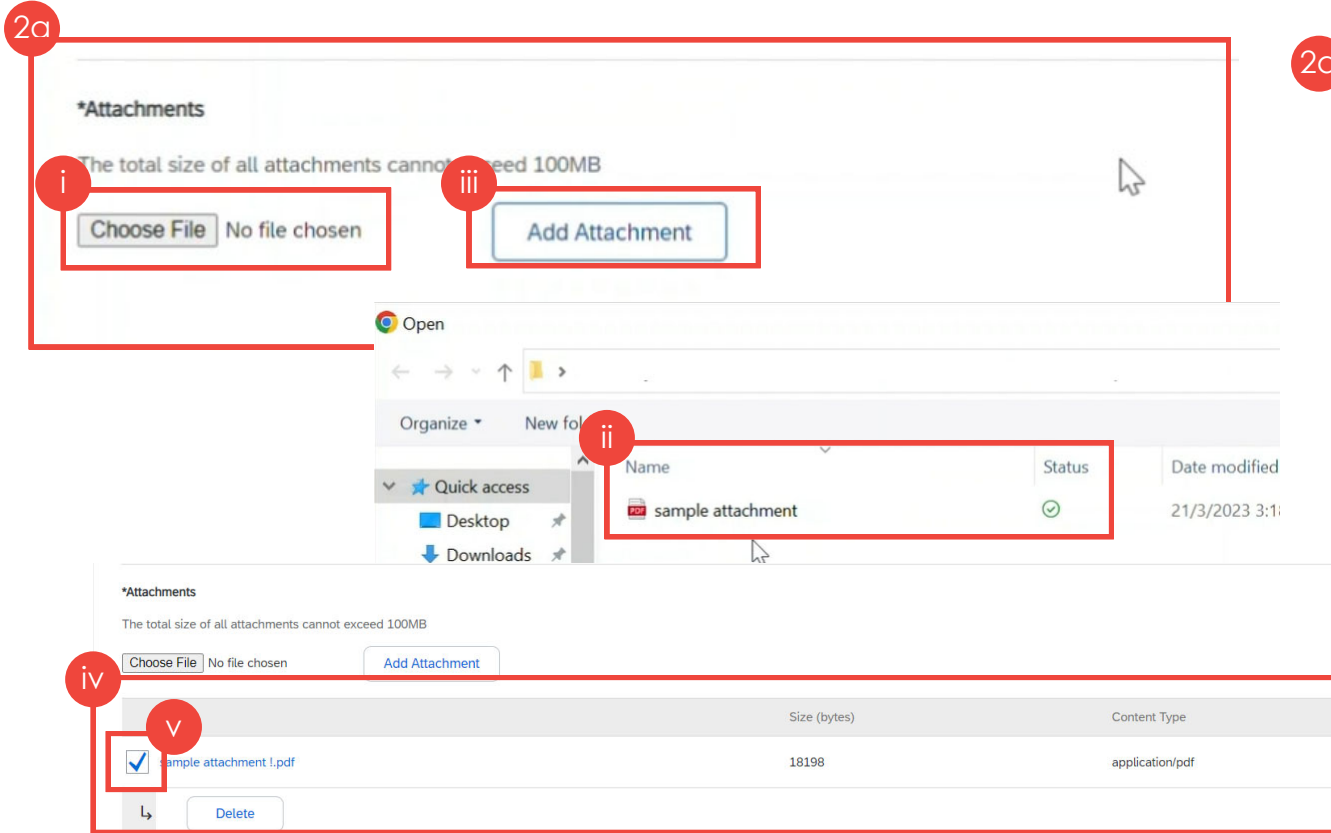 2a
*Attachments
The total size of all attachments cannot exceed 100MB
i
iii
Choose File No file chosen
Add Attachment
Open
Organize
New fol
ii
Name Status Date modified
Quick access
sample attachment 21/3/2023 3:18
Desktop
Downloads
*Attachments
The total size of all attachments cannot exceed 100MB
Choose File No file chosen
Add Attachment
iv
v
Size (bytes) Content Type
sample attachment !.pdf 18198 application/pdf
Delete